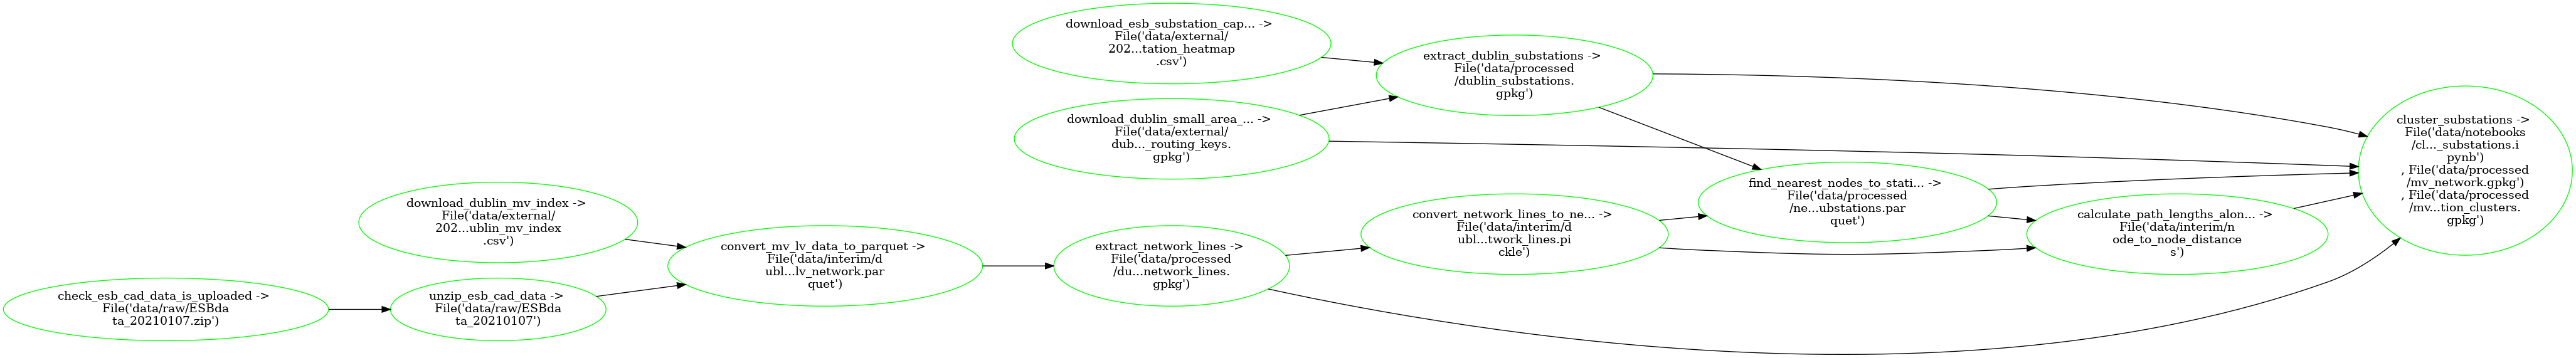 download_esb_substation_cap... ->
File('data/external/
202...tation_heatmap
.csv')
extract_dublin_substations ->
File('data/processed
/dublin_substations.
gpkg')
download_dublin_small_area_... ->
File('data/external/
dub..._routing_keys.
gpkg')
cluster_substations ->
File('data/notebooks
/cl..._substations.i
pynb')
, File('data/processed
/mv_network.gpkg')
, File('data/processed
/mv...tion_clusters.
gpkg')
find_nearest_nodes_to_stati... ->
File('data/processed
/ne...ubstations.par
quet')
download_dublin_mv_index ->
File('data/external/
202...ublin_mv_index
.csv')
convert_network_lines_to_ne... ->
File('data/interim/d
ubl...twork_lines.pi
ckle')
calculate_path_lengths_alon... ->
File('data/interim/n
ode_to_node_distance
s')
convert_mv_lv_data_to_parquet ->
File('data/interim/d
ubl...lv_network.par
quet')
extract_network_lines ->
File('data/processed
/du...network_lines.
gpkg')
check_esb_cad_data_is_uploaded ->
File('data/raw/ESBda
ta_20210107.zip')
unzip_esb_cad_data ->
File('data/raw/ESBda
ta_20210107')